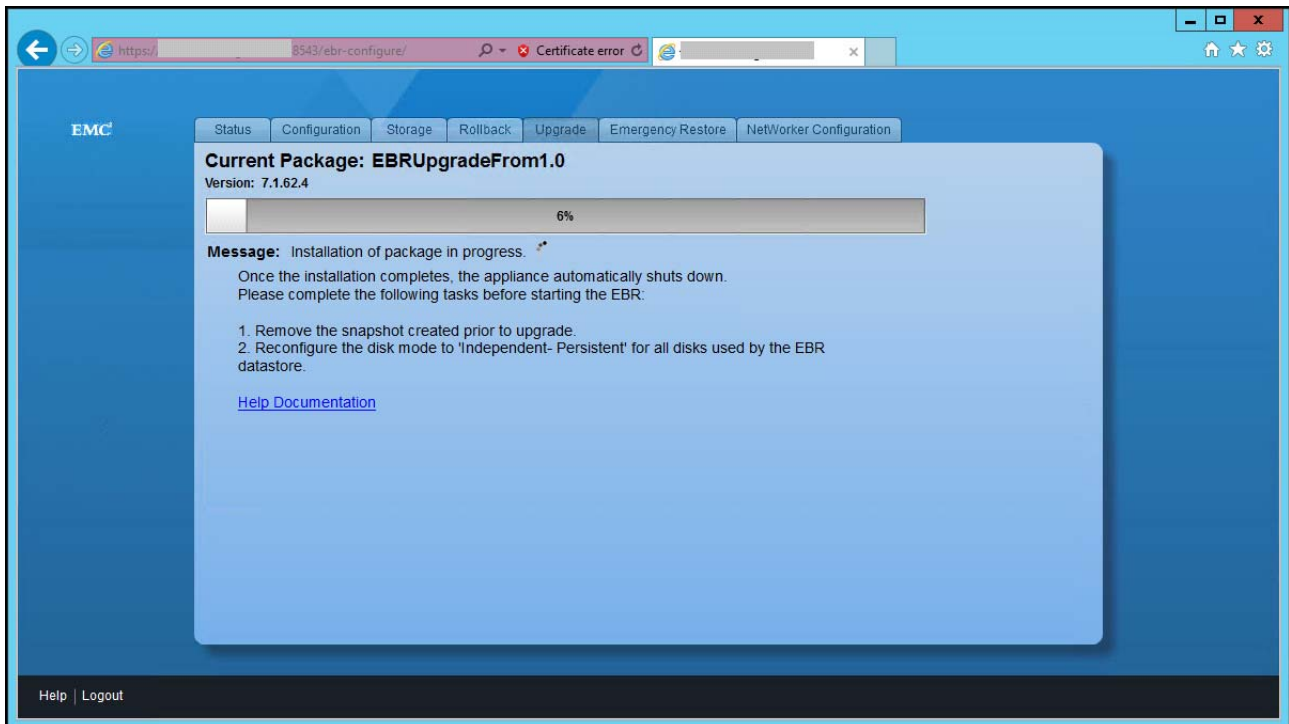 https:/ 8543/ebr-configure/ Certificate error
EMC²
Status Configuration Storage Rollback Upgrade Emergency Restore NetWorker Configuration
Current Package: EBRUpgradeFrom1.0
Version: 7.1.62.4
6%
Message: Installation of package in progress.
Once the installation completes, the appliance automatically shuts down.
Please complete the following tasks before starting the EBR:
1. Remove the snapshot created prior to upgrade.
2. Reconfigure the disk mode to 'Independent- Persistent' for all disks used by the EBR
datastore.
Help Documentation
Help | Logout